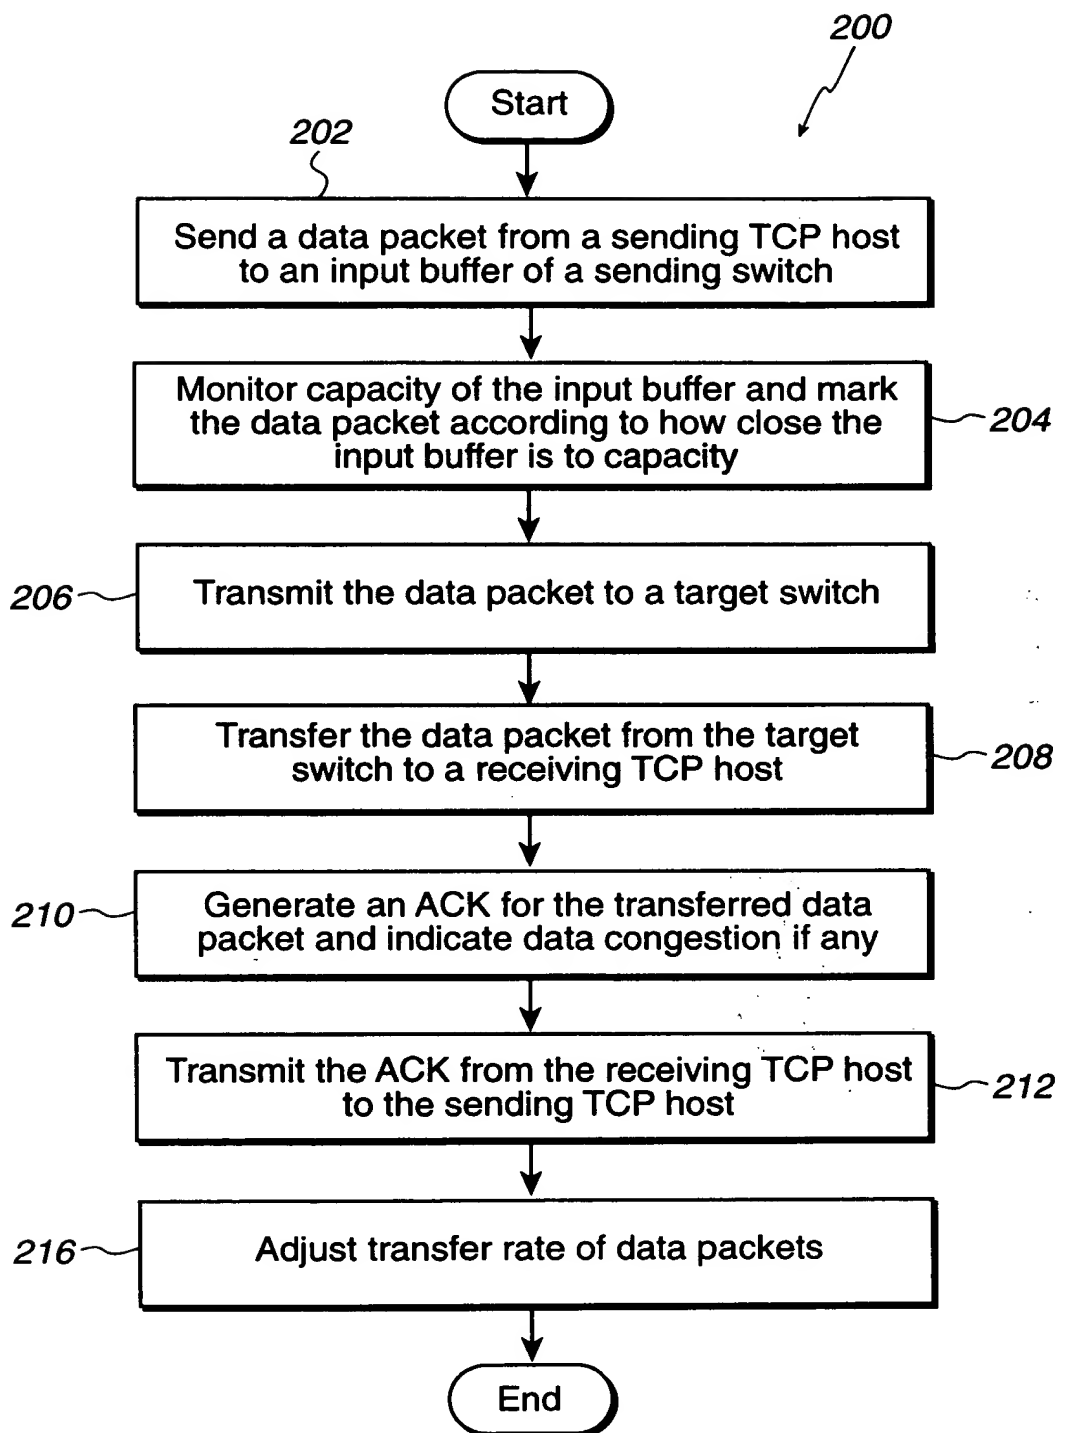 200
Start
202
Send a data packet from a sending TCP host
to an input buffer of a sending switch
Monitor capacity of the input buffer and mark
the data packet according to how close the
input buffer is to capacity
204
206
Transmit the data packet to a target switch
Transfer the data packet from the target
switch to a receiving TCP host
208
210
Generate an ACK for the transferred data
packet and indicate data congestion if any
Transmit the ACK from the receiving TCP host
to the sending TCP host
212
216
Adjust transfer rate of data packets
End